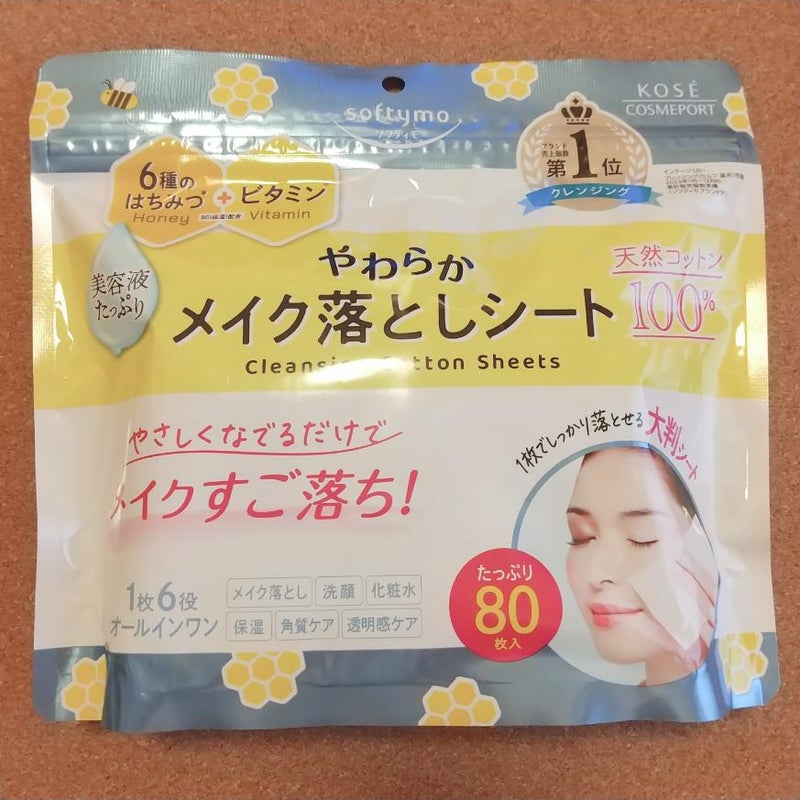 softymo
ソフティモ
KOSÉ
COSMEPORT
ブランド
売上個数
第1位
クレンジング
6種の
はちみつ
Honey
+
ビタミン
Vitamin
美容液
たっぷり
やわらか
メイク落としシート
Cleansing Cotton Sheets
天然コットン
100%
やさしくなでるだけで
メイクすご落ち!
1枚でしっかり落とせる大判シート
1枚6役
オールインワン
メイク落とし 洗顔 化粧水
保湿 角質ケア 透明感ケア
たっぷり
80
枚入